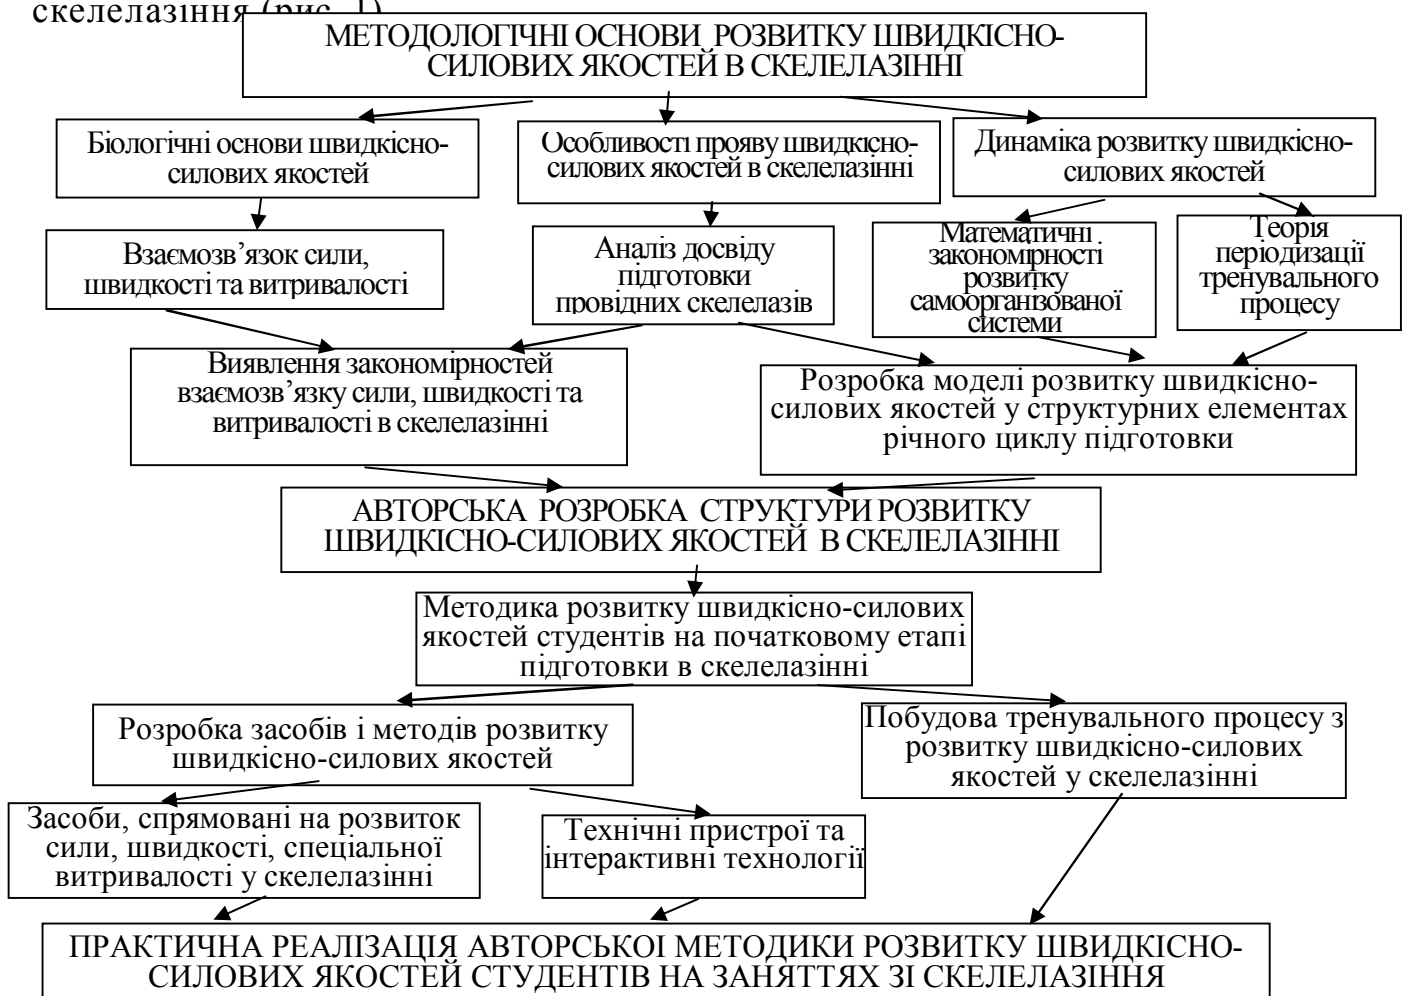 скелелазіння (рис. 1)
МЕТОДОЛОГІЧНІ ОСНОВИ РОЗВИТКУ ШВИДКІСНО-
СИЛОВИХ ЯКОСТЕЙ В СКЕЛЕЛАЗІННІ
Біологічні основи швидкісно-
силових якостей
Особливості прояву швидкісно-
силових якостей в скелелазінні
Динаміка розвитку швидкісно-
силових якостей
Взаємозв’язок сили,
швидкості та витривалості
Аналіз досвіду
підготовки
провідних скелелазів
Математичні
закономірності
розвитку
самоорганізованої
системи
Теорія
періодизації
тренувального
процесу
Виявлення закономірностей
взаємозв’язку сили, швидкості та
витривалості в скелелазінні
Розробка моделі розвитку швидкісно-
силових якостей у структурних елементах
річного циклу підготовки
АВТОРСЬКА РОЗРОБКА СТРУКТУРИ РОЗВИТКУ
ШВИДКІСНО-СИЛОВИХ ЯКОСТЕЙ В СКЕЛЕЛАЗІННІ
Методика розвитку швидкісно-силових
якостей студентів на початковому етапі
підготовки в скелелазінні
Розробка засобів і методів розвитку
швидкісно-силових якостей
Побудова тренувального процесу з
розвитку швидкісно-силових
якостей у скелелазінні
Засоби, спрямовані на розвиток
сили, швидкості, спеціальної
витривалості у скелелазінні
Технічні пристрої та
інтерактивні технології
ПРАКТИЧНА РЕАЛІЗАЦІЯ АВТОРСЬКОЇ МЕТОДИКИ РОЗВИТКУ ШВИДКІСНО-
СИЛОВИХ ЯКОСТЕЙ СТУДЕНТІВ НА ЗАНЯТТЯХ ЗІ СКЕЛЕЛАЗІННЯ